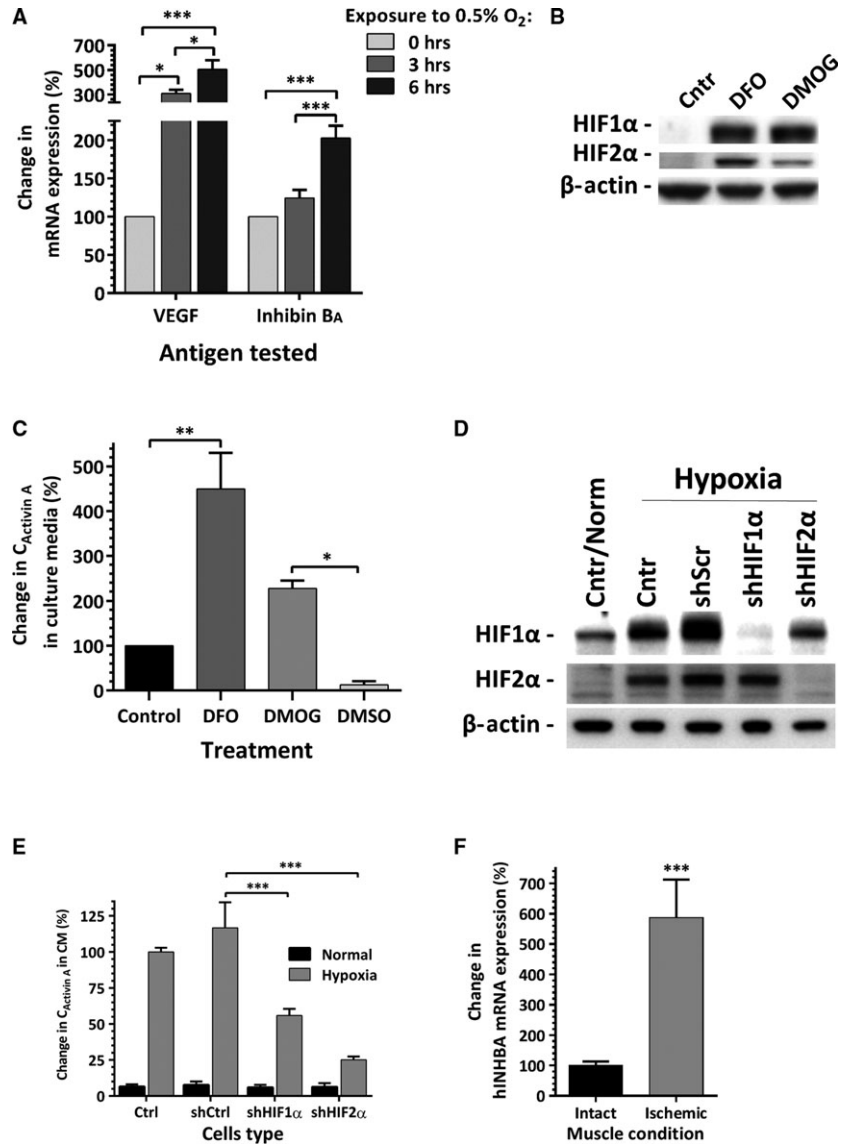 A
Exposure to 0.5% O₂:
0 hrs
3 hrs
6 hrs
***
*
*
***
***
700
500
300
200
150
100
50
0
Change in
mRNA expression (%)
VEGF
Inhibin BA
Antigen tested
B
Cntr
DFO
DMOG
HIF1α -
HIF2α -
β-actin -
C
**
*
500
400
300
200
100
0
Change in CActivin A
in culture media (%)
Control
DFO
DMOG
DMSO
Treatment
D
Hypoxia
Cntr/Norm
Cntr
shScr
shHIF1α
shHIF2α
HIF1α -
HIF2α -
β-actin -
E
***
***
125
100
75
50
25
0
Change in CActivin A in CM (%)
Normal
Hypoxia
Ctrl
shCtrl
shHIF1α
shHIF2α
Cells type
F
***
700
600
500
400
300
200
100
0
Change in
hINHBA mRNA expression (%)
Intact
Ischemic
Muscle condition